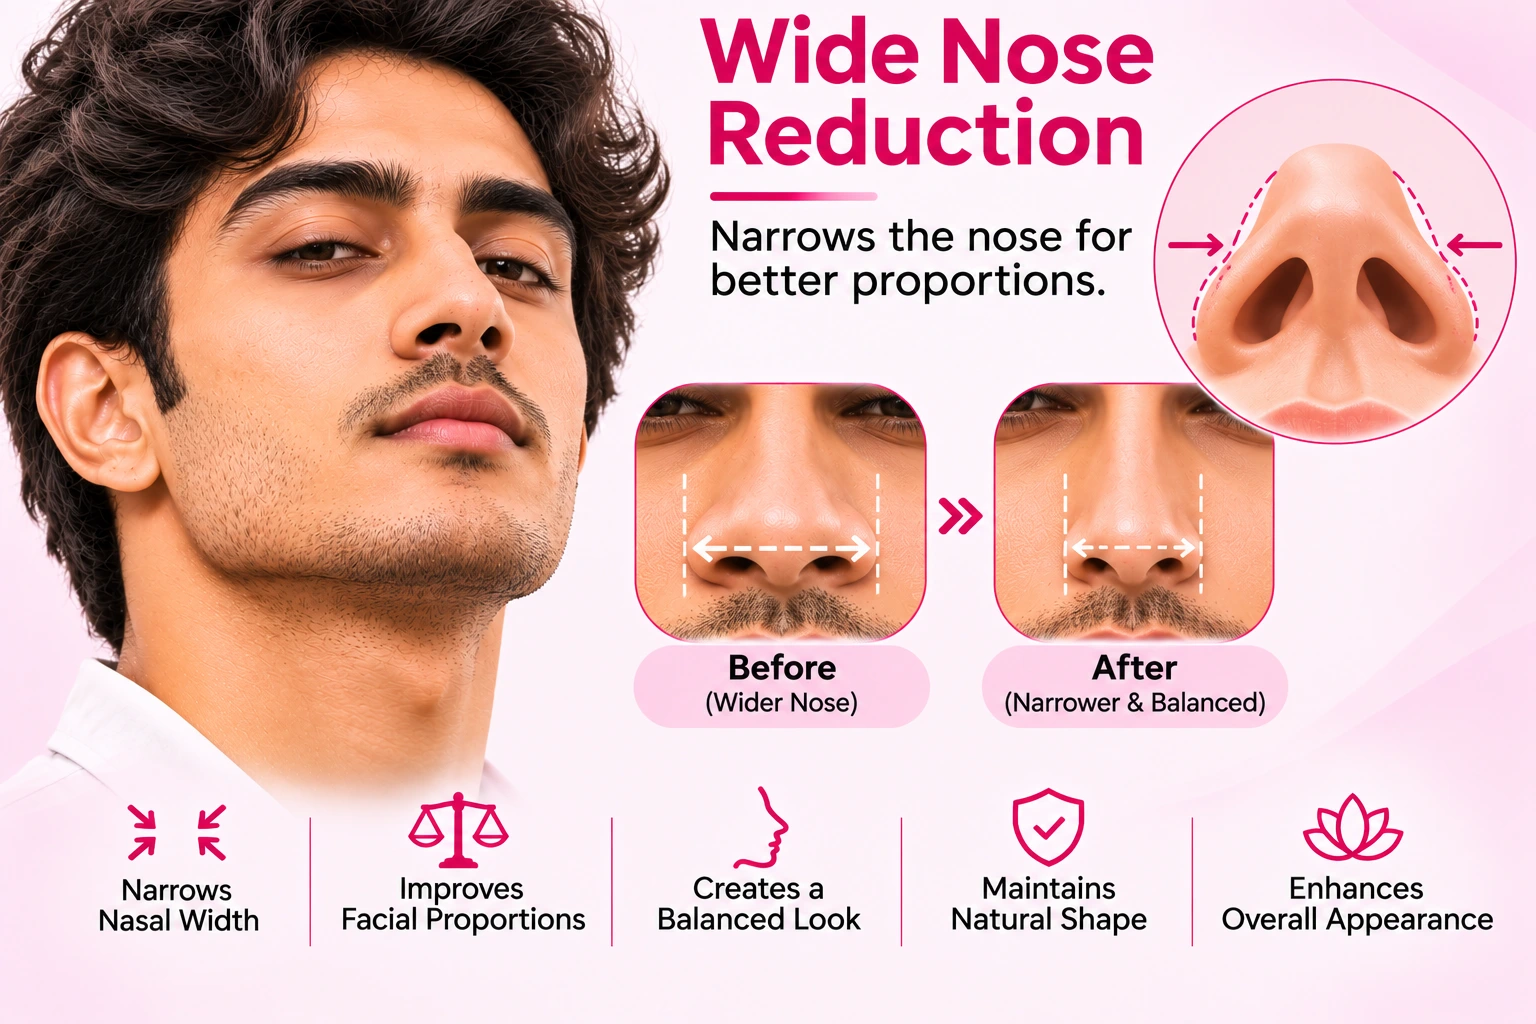 Wide Nose
Reduction
Narrows the nose for
better proportions.
Before
(Wider Nose)
After
(Narrower & Balanced)
Narrows
Nasal Width
Improves
Facial Proportions
Creates a
Balanced Look
Maintains
Natural Shape
Enhances
Overall Appearance